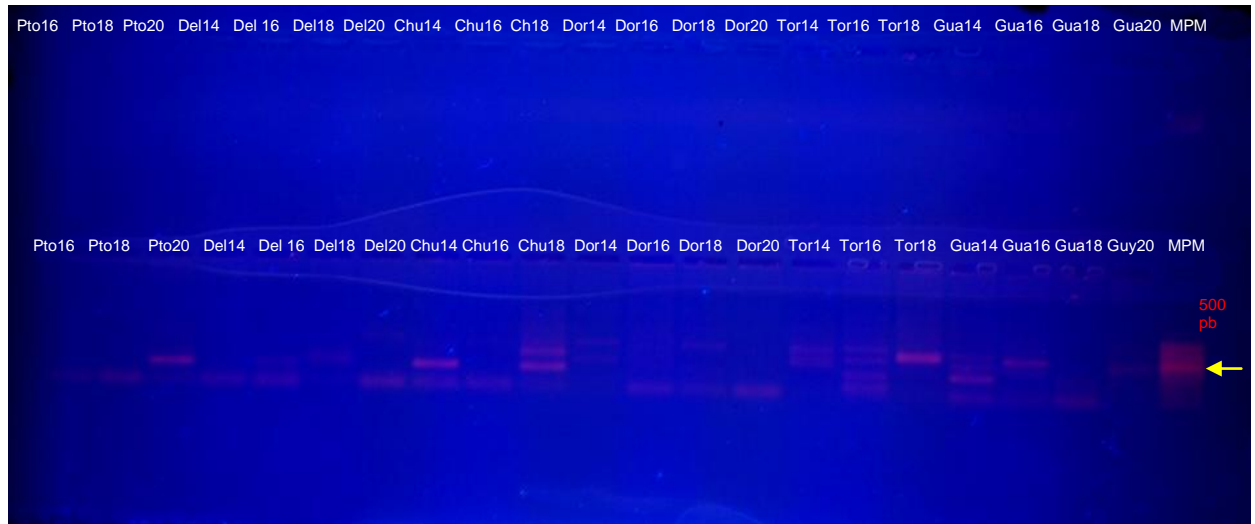 Pto16 Pto18 Pto20 Del14 Del 16 Del18 Del20 Chu14 Chu16 Ch18 Dor14 Dor16 Dor18 Dor20 Tor14 Tor16 Tor18 Gua14 Gua16 Gua18 Gua20 MPM
Pto16 Pto18 Pto20 Del14 Del 16 Del18 Del20 Chu14 Chu16 Chu18 Dor14 Dor16 Dor18 Dor20 Tor14 Tor16 Tor18 Gua14 Gua16 Gua18 Guy20 MPM
500
pb